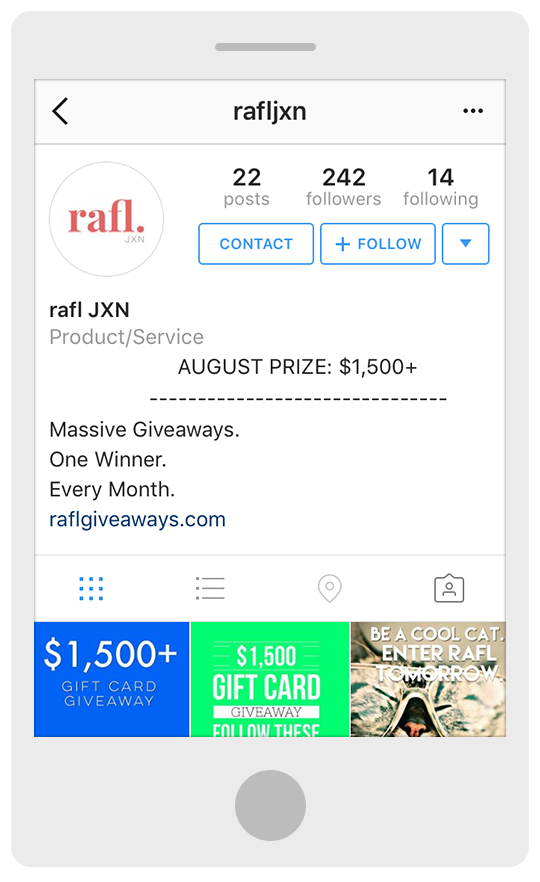 rafljxn
rafl.
JXN
22
posts
242
followers
14
following
CONTACT
+ FOLLOW
rafl JXN
Product/Service
AUGUST PRIZE: $1,500+
-------------------------------
Massive Giveaways.
One Winner.
Every Month.
raflgiveaways.com
$1,500+
GIFT CARD
GIVEAWAY
$1,500
GIFT CARD
GIVEAWAY
FOLLOW THESE
BE A COOL CAT.
ENTER RAFL
TOMORROW.